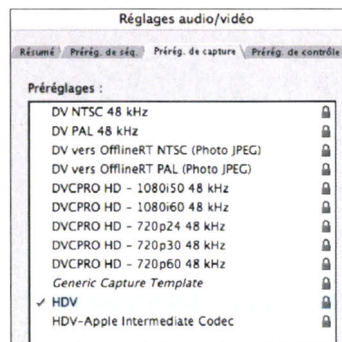 Réglages audio/vidéo
Résumé Prérég. de séq. Prérég. de capture Prérég. de contrôle
Préréglages :
DV NTSC 48 kHz
DV PAL 48 kHz
DV vers OfflineRT NTSC (Photo JPEG)
DV vers OfflineRT PAL (Photo JPEG)
DVCPRO HD - 1080i50 48 kHz
DVCPRO HD - 1080i60 48 kHz
DVCPRO HD - 720p24 48 kHz
DVCPRO HD - 720p30 48 kHz
DVCPRO HD - 720p60 48 kHz
Generic Capture Template
✓ HDV
HDV-Apple Intermediate Codec